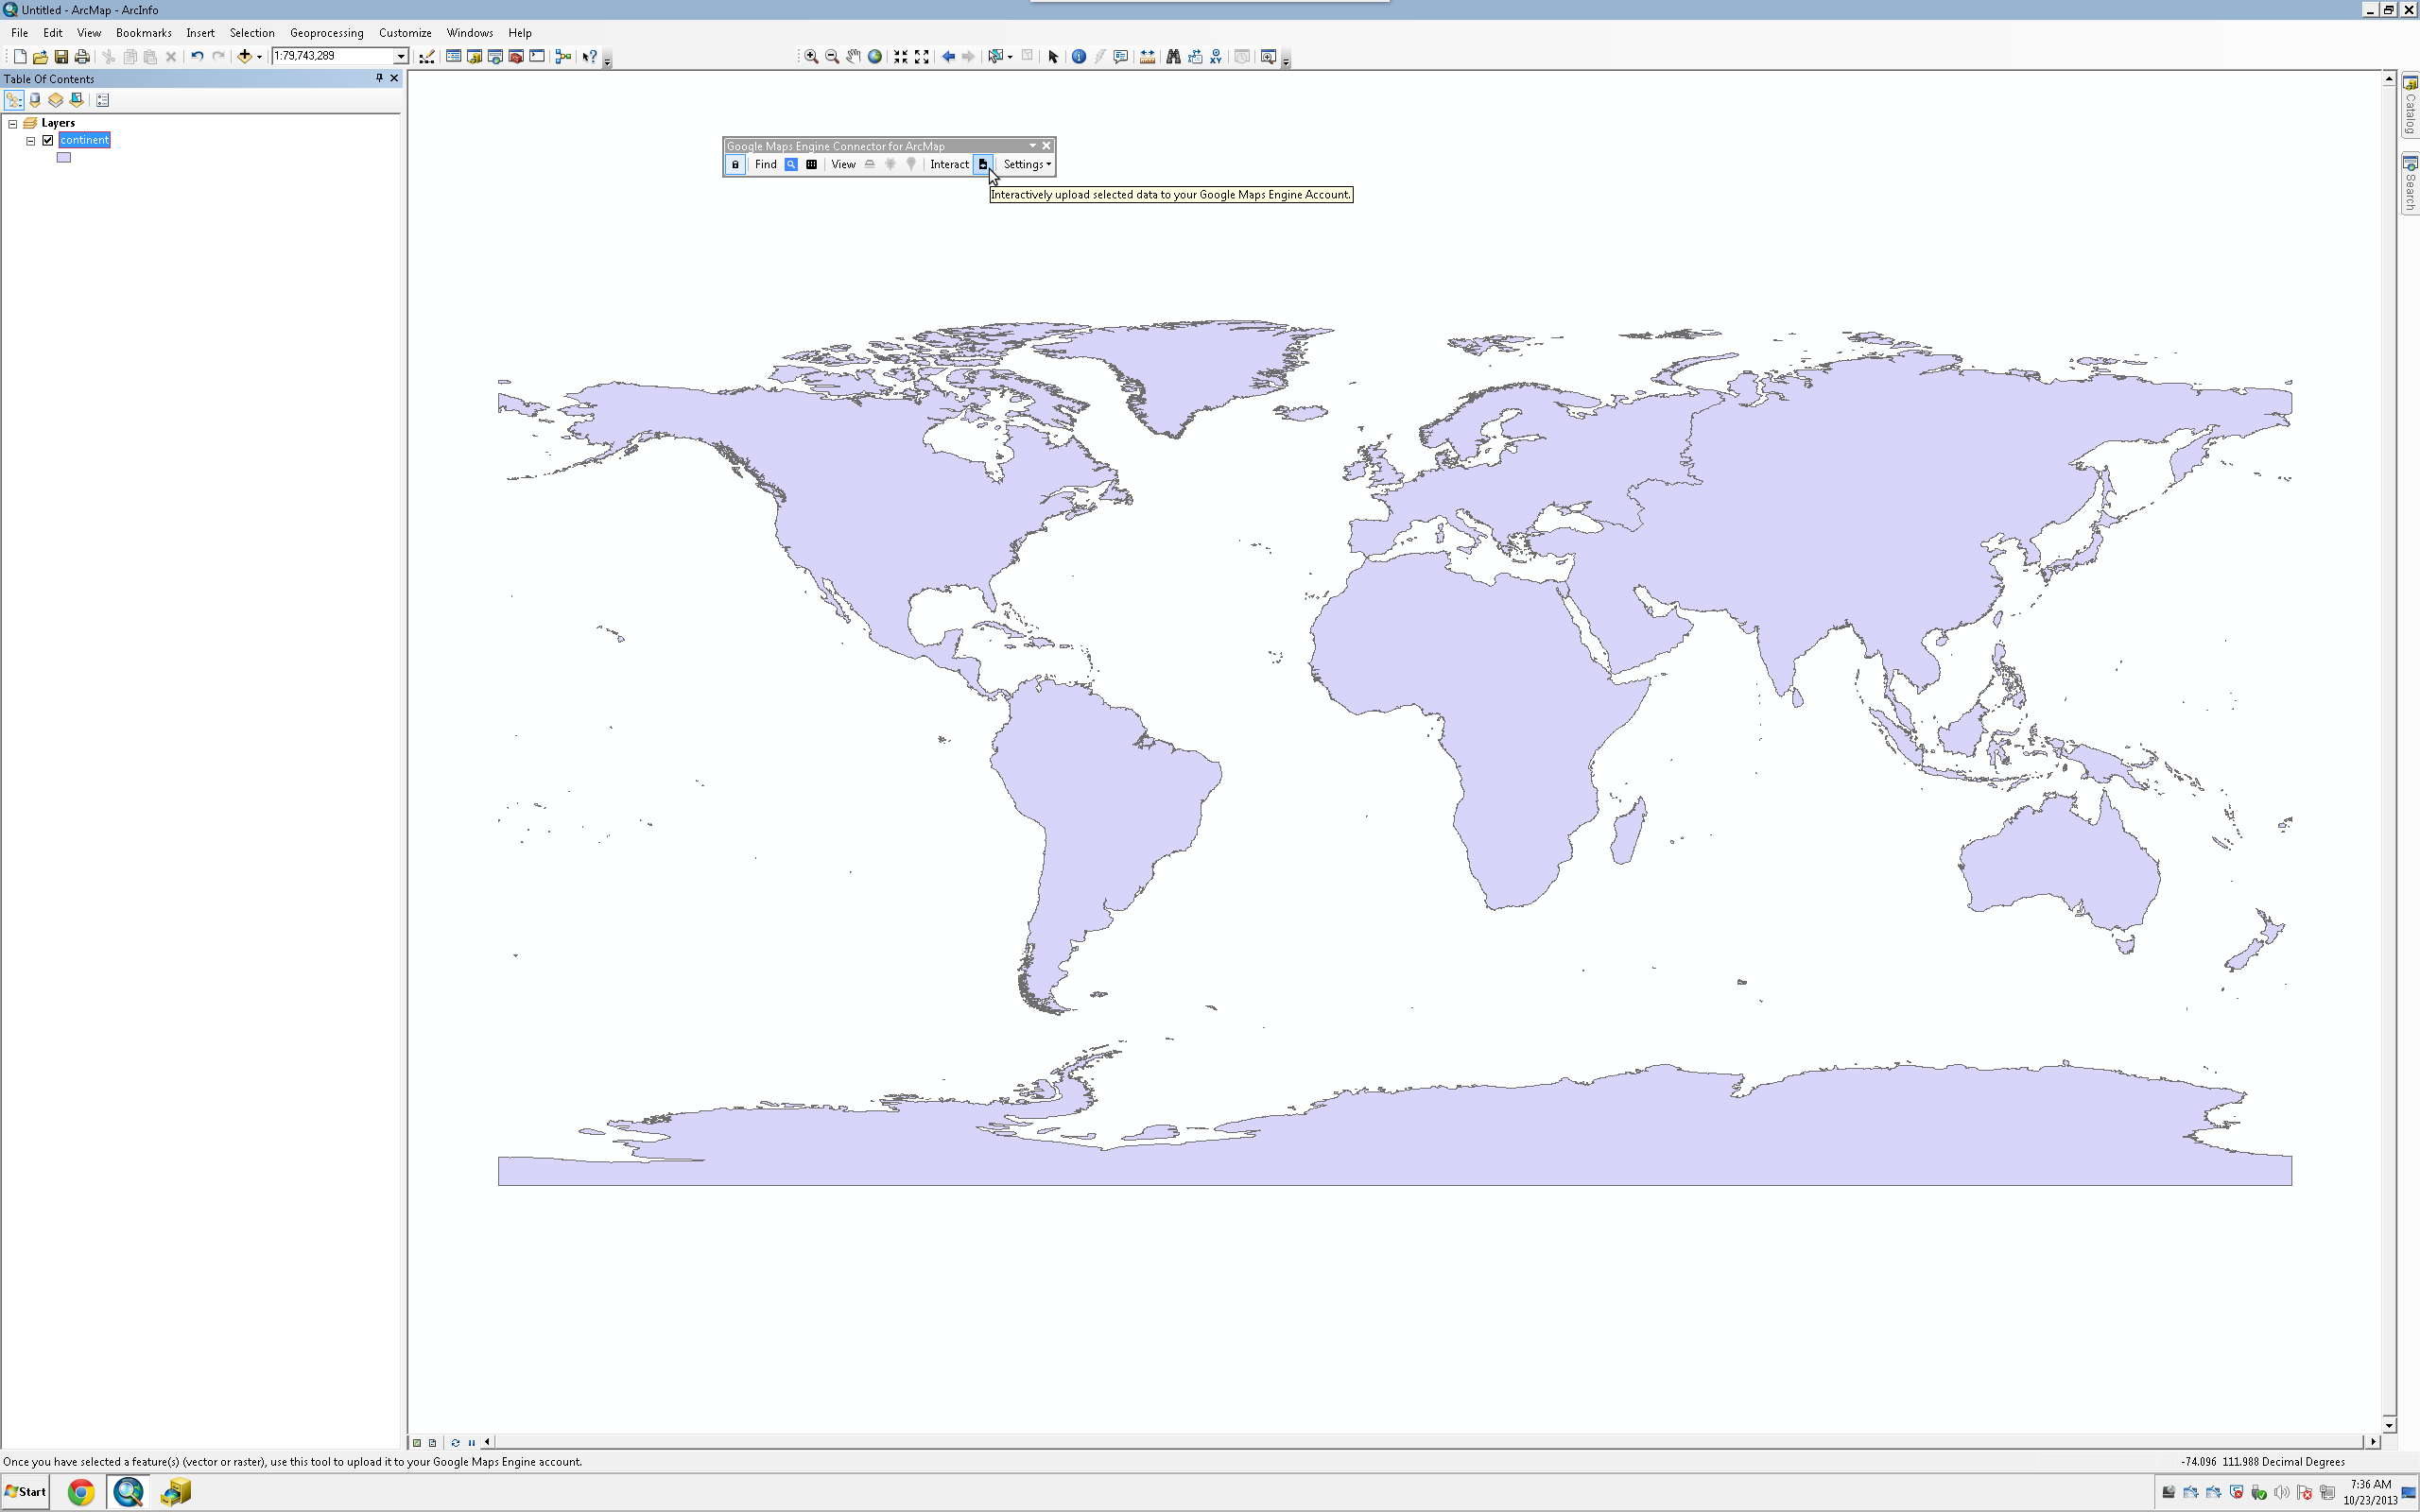 Untitled - ArcMap - ArcInfo
File Edit View Bookmarks Insert Selection Geoprocessing Customize Windows Help
1:79,743,289
Table Of Contents
Layers
continent
Google Maps Engine Connector for ArcMap
Find View Interact Settings
Interactively upload selected data to your Google Maps Engine Account.
Catalog
Search
Once you have selected a feature(s) (vector or raster), use this tool to upload it to your Google Maps Engine account.
-74.096 111.988 Decimal Degrees
Start
7:36 AM
10/23/2013